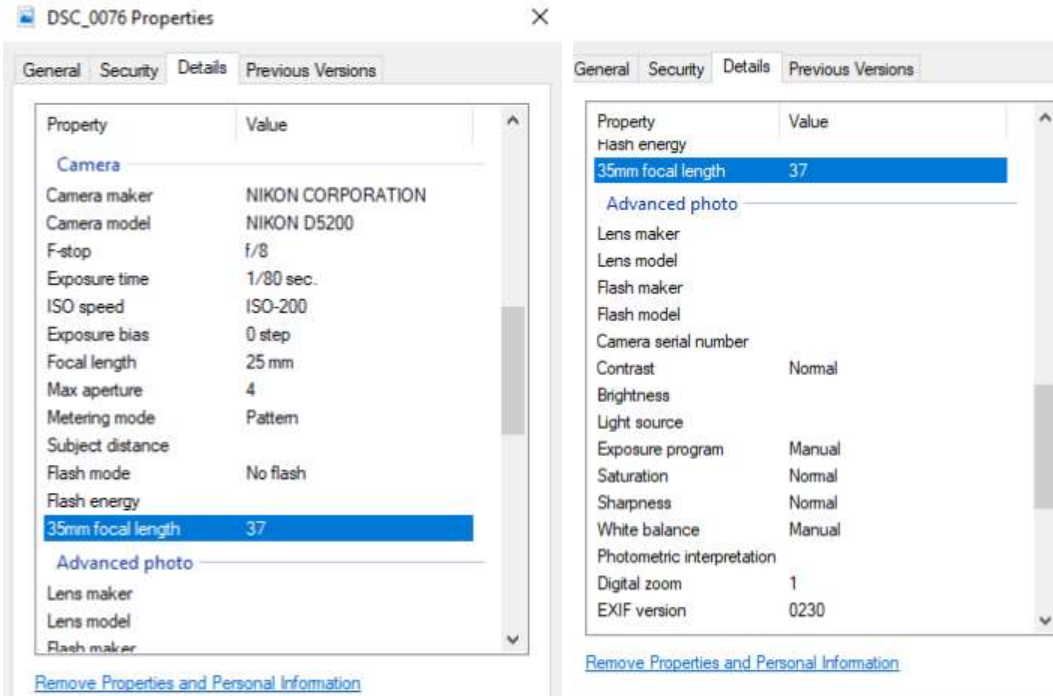 DSC_0076 Properties
General Security Details Previous Versions
Property Value
Camera
Camera maker NIKON CORPORATION
Camera model NIKON D5200
F-stop f/8
Exposure time 1/80 sec.
ISO speed ISO-200
Exposure bias 0 step
Focal length 25 mm
Max aperture 4
Metering mode Pattern
Subject distance
Flash mode No flash
Flash energy
35mm focal length 37
Advanced photo
Lens maker
Lens model
Flash maker
Remove Properties and Personal Information
General Security Details Previous Versions
Property Value
Flash energy
35mm focal length 37
Advanced photo
Lens maker
Lens model
Flash maker
Flash model
Camera serial number
Contrast Normal
Brightness
Light source
Exposure program Manual
Saturation Normal
Sharpness Normal
White balance Manual
Photometric interpretation
Digital zoom 1
EXIF version 0230
Remove Properties and Personal Information